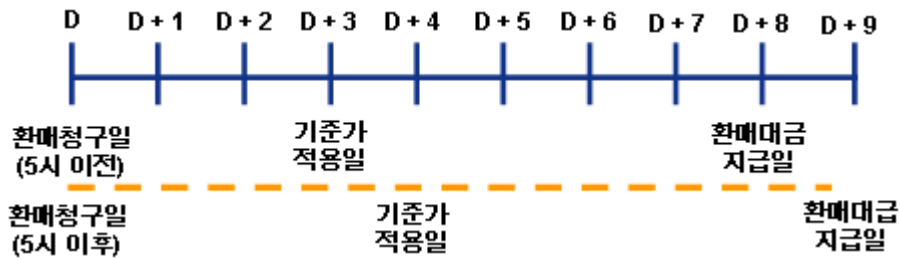 D D + 1 D + 2 D + 3 D + 4 D + 5 D + 6 D + 7 D + 8 D + 9
환매청구일
(5시 이전)
기준가
적용일
환매대금
지급일
환매청구일
(5시 이후)
기준가
적용일
환매대급
지급일